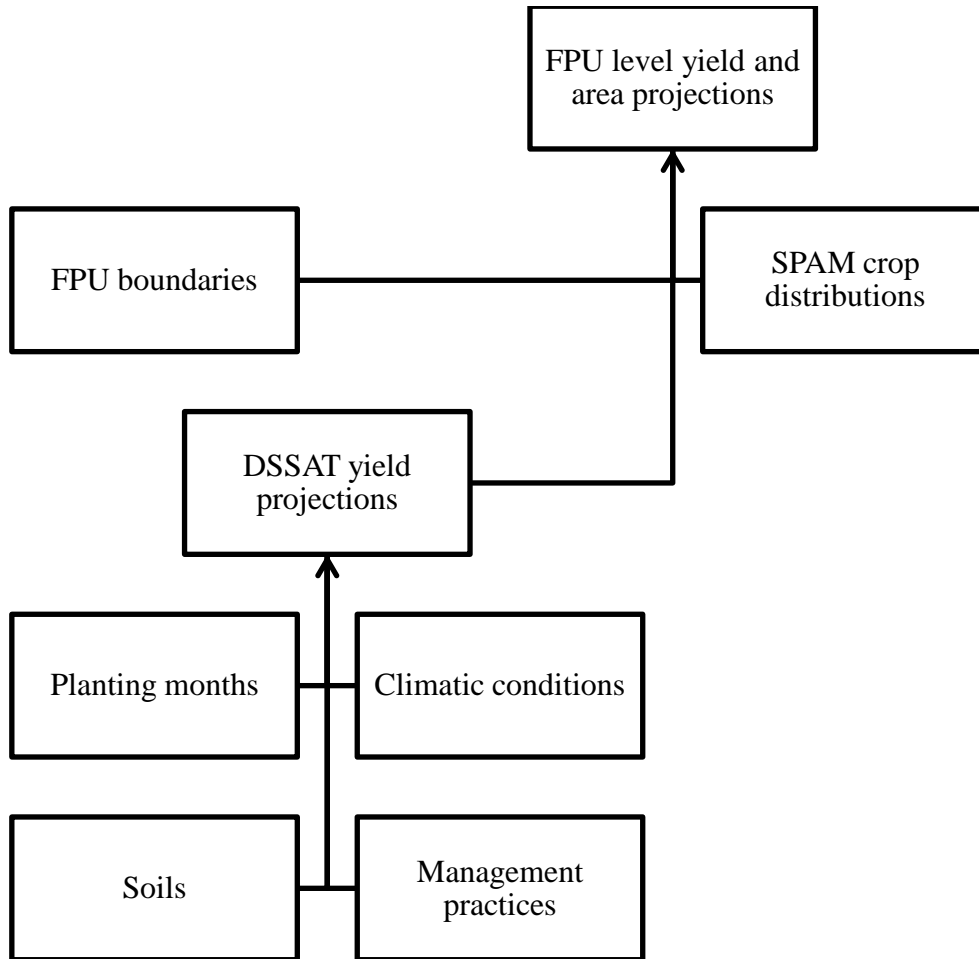 FPU level yield and
area projections
FPU boundaries
SPAM crop
distributions
DSSAT yield
projections
Planting months
Climatic conditions
Soils
Management
practices